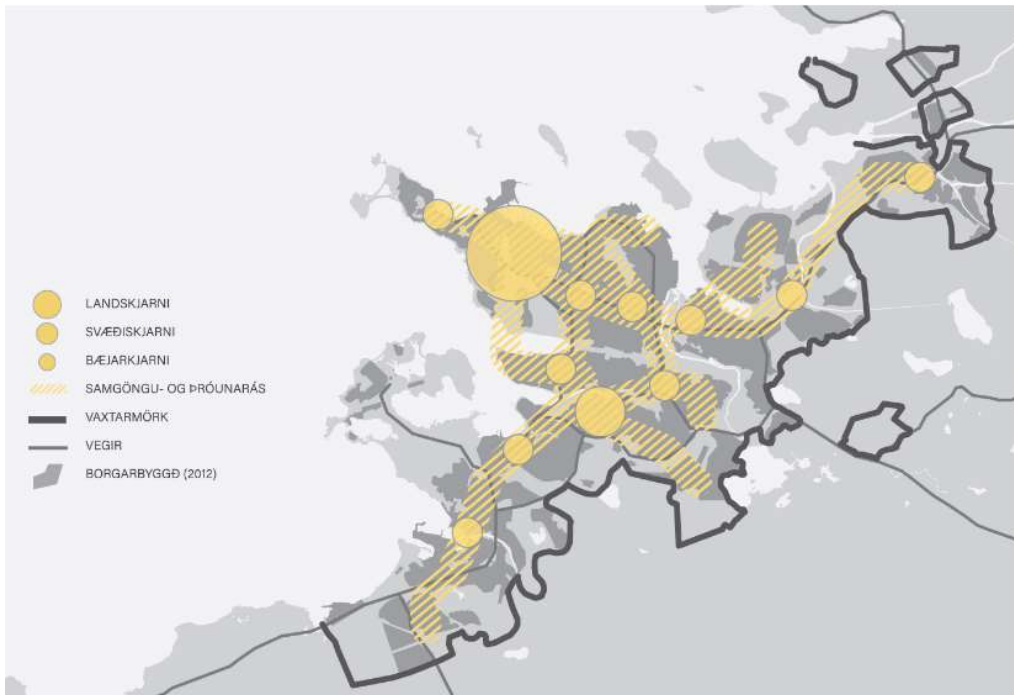 LANDSKJARNI
SVÆÐISKJARNI
BÆJARKJARNI
SAMGÖNGU- OG ÞRÓUNARÁS
VAXTARMÖRK
VEGIR
BORGARBYGGÐ (2012)